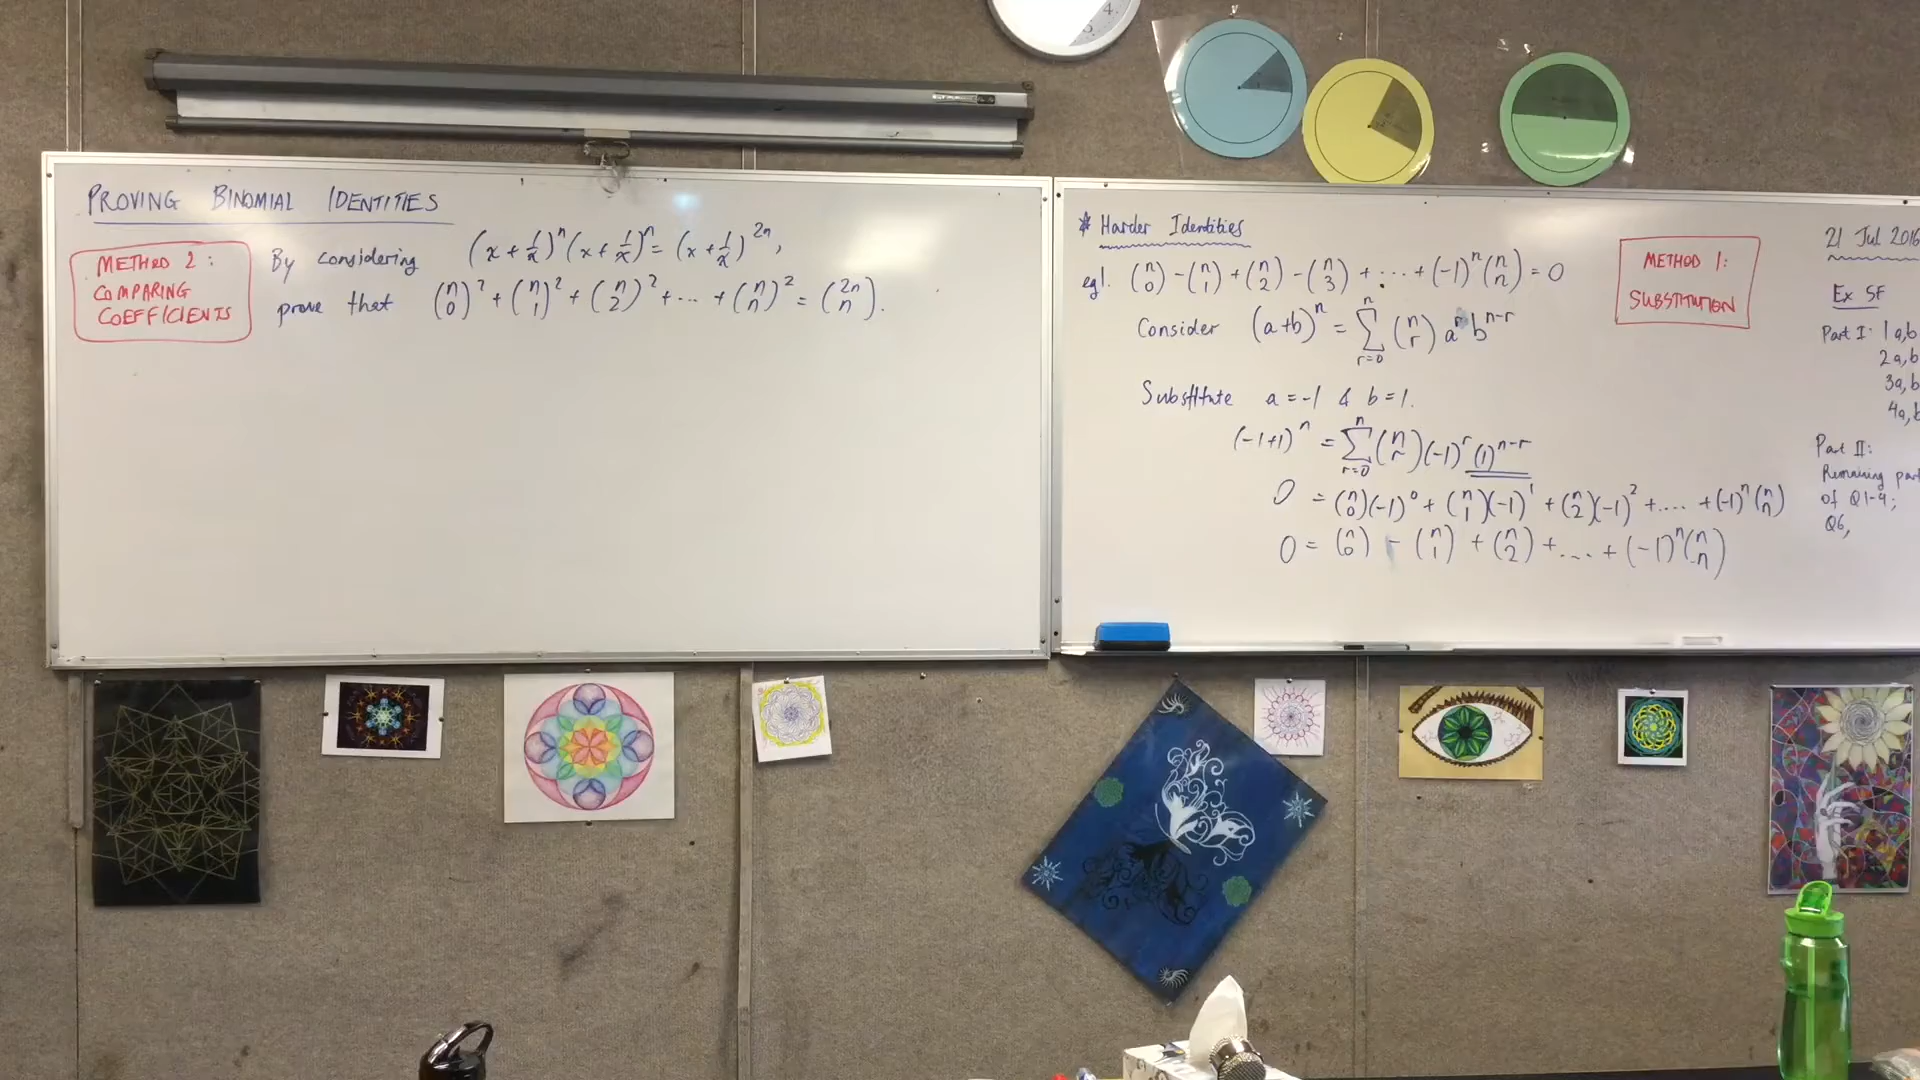 PROVING BINOMIAL IDENTITIES
METHOD 2:
COMPARING
COEFFICIENTS
By considering (x + 1/x)^n (x + 1/x)^n = (x + 1/x)^2n,
prove that (n 0)^2 + (n 1)^2 + (n 2)^2 + ... + (n n)^2 = (2n n).
* Harder Identities
eg1. (n 0) - (n 1) + (n 2) - (n 3) + ... + (-1)^n (n n) = 0
Consider (a+b)^n = Σ_{r=0}^{n} (n r) a^r b^{n-r}
Substitute a = -1 & b = 1.
(-1+1)^n = Σ_{r=0}^{n} (n r)(-1)^r (1)^{n-r}
0 = (n 0)(-1)^0 + (n 1)(-1)^1 + (n 2)(-1)^2 + .... + (-1)^n (n n)
0 = (n 0) - (n 1) + (n 2) + .... + (-1)^n (n n)
METHOD 1:
SUBSTITUTION
21 Jul 2016
Ex 5F
Part I: 1a,b
2a,b
3a,b
4a,b
Part II:
Remaining part
of Q1-4;
Q6,